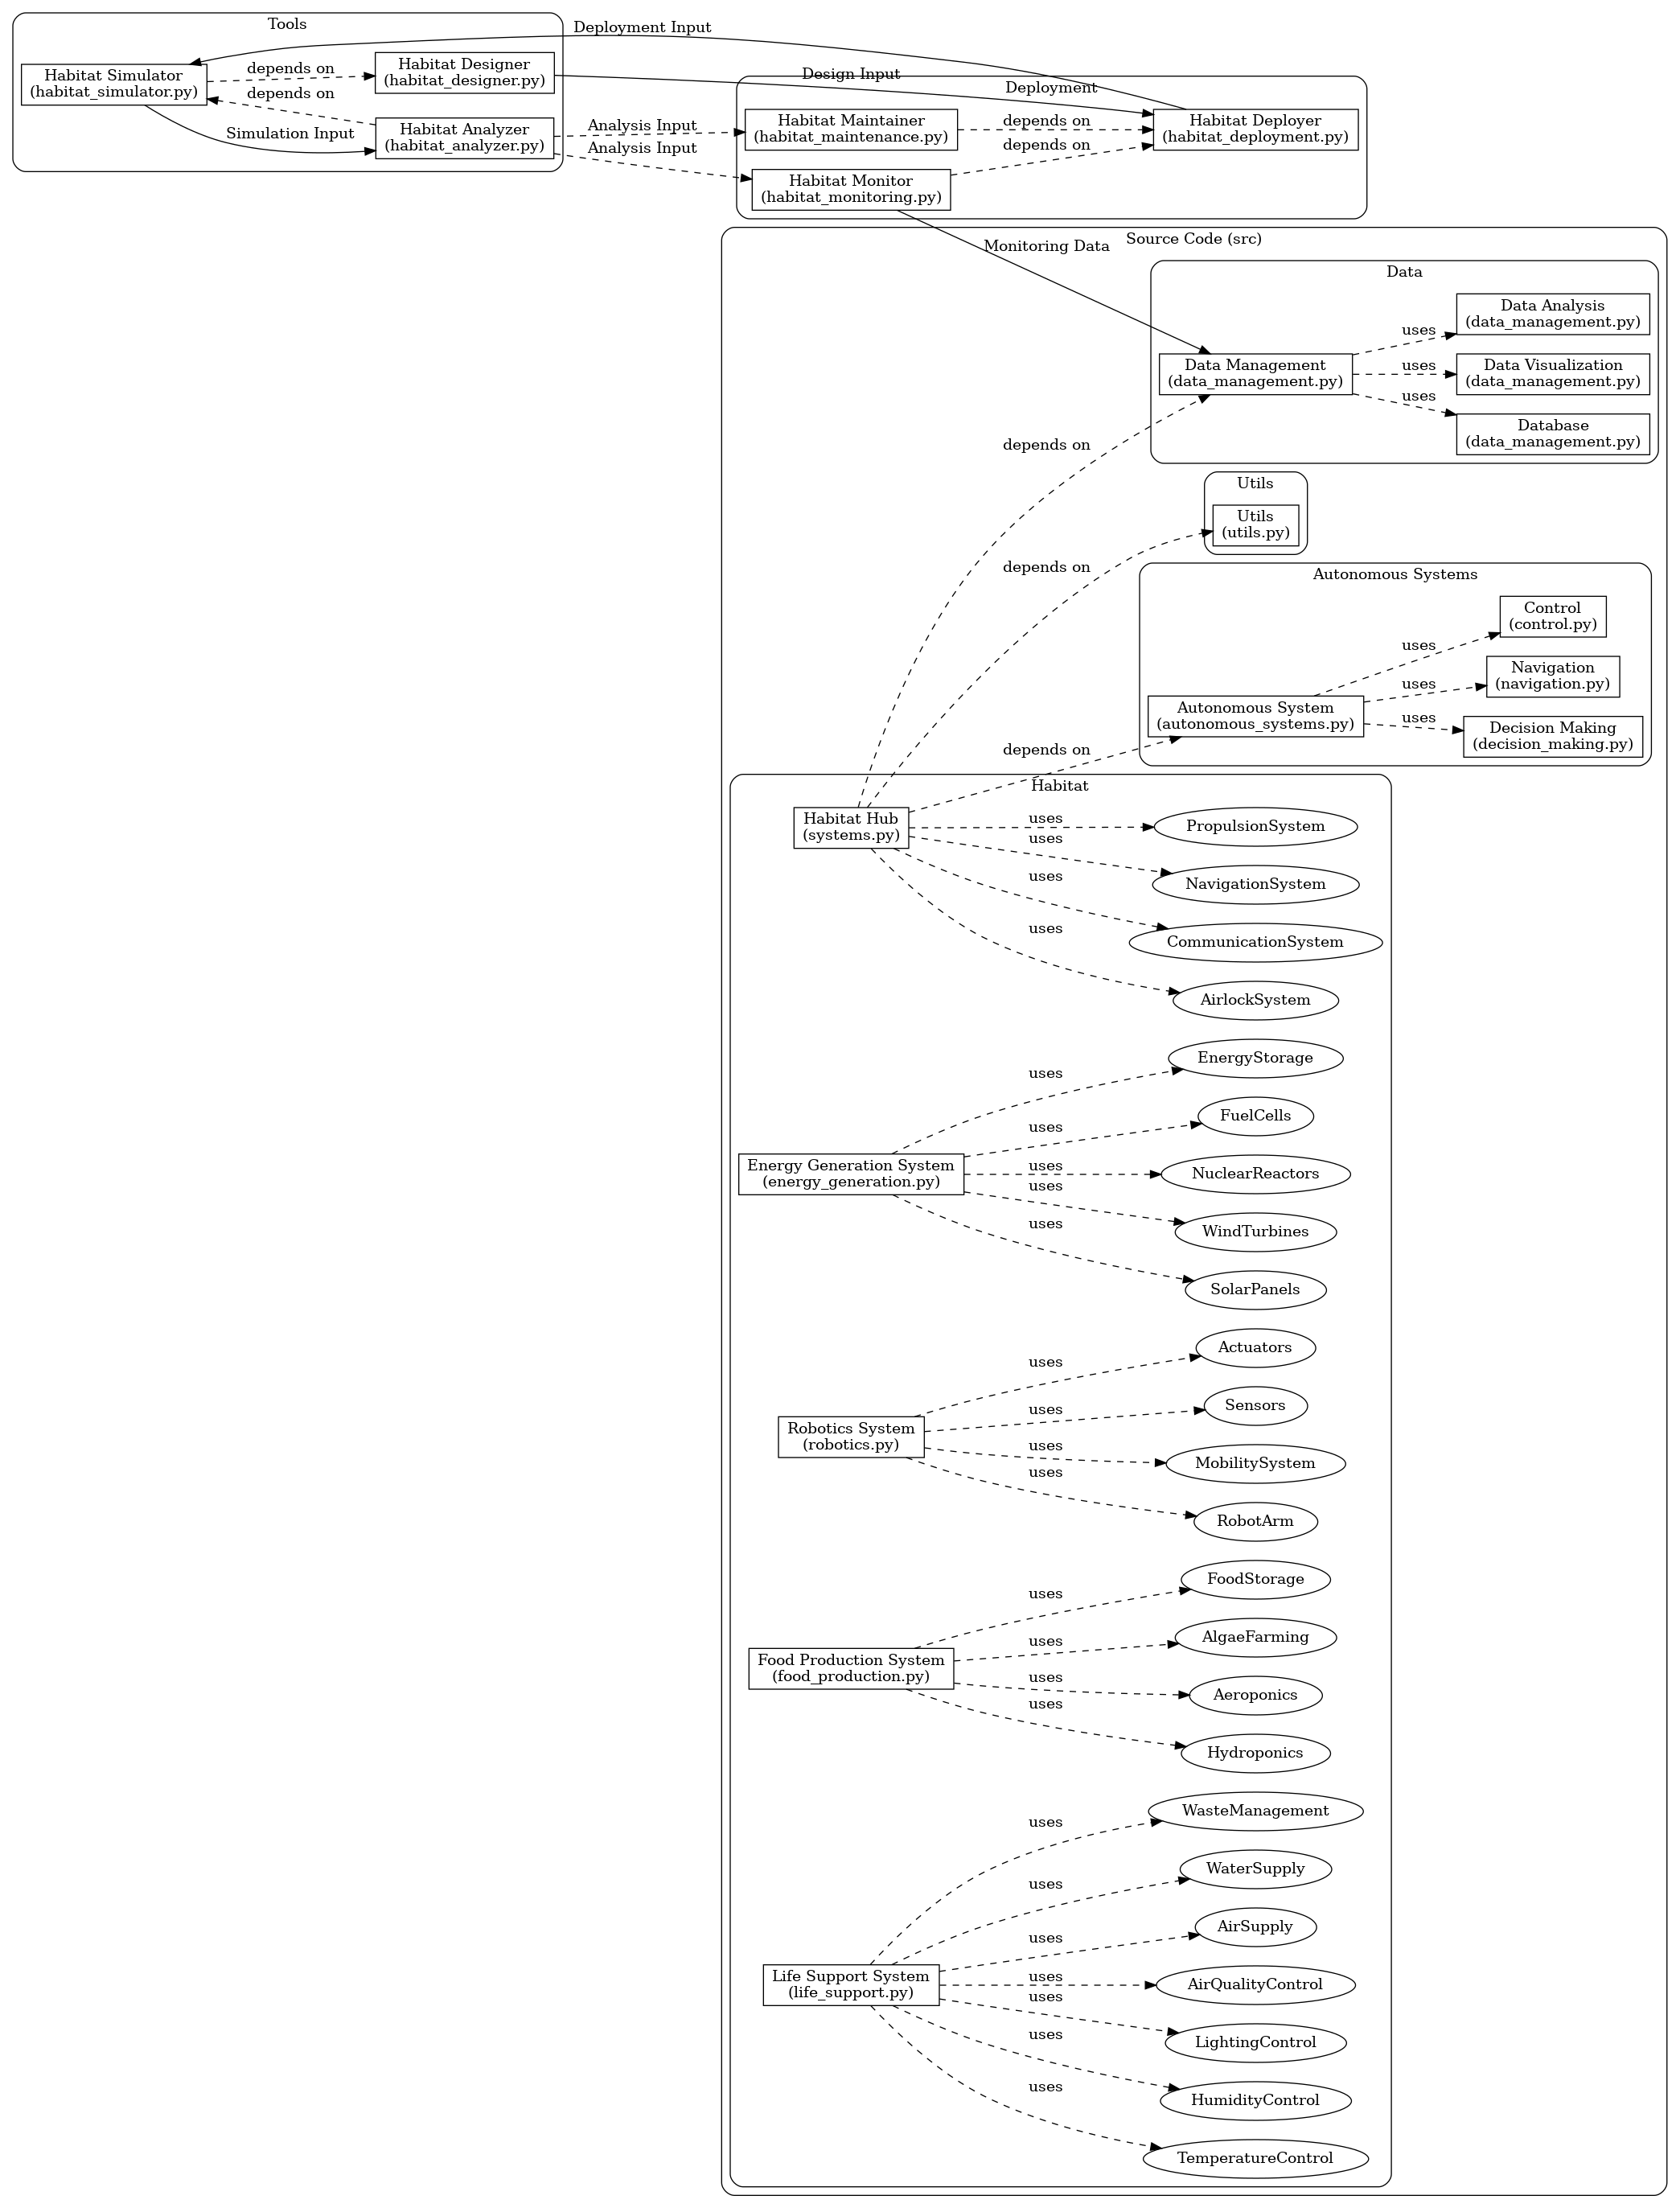 Tools
Deployment Input
Habitat Simulator
(habitat_simulator.py)
depends on
depends on
Simulation Input
Habitat Designer
(habitat_designer.py)
Habitat Analyzer
(habitat_analyzer.py)
Design Input
Analysis Input
Analysis Input
Deployment
Habitat Maintainer
(habitat_maintenance.py)
depends on
depends on
Habitat Deployer
(habitat_deployment.py)
Habitat Monitor
(habitat_monitoring.py)
Monitoring Data
Source Code (src)
Data
Data Management
(data_management.py)
uses
uses
uses
Data Analysis
(data_management.py)
Data Visualization
(data_management.py)
Database
(data_management.py)
depends on
Utils
Utils
(utils.py)
depends on
Autonomous Systems
Autonomous System
(autonomous_systems.py)
uses
uses
uses
Control
(control.py)
Navigation
(navigation.py)
Decision Making
(decision_making.py)
depends on
Habitat
Habitat Hub
(systems.py)
uses
uses
uses
uses
PropulsionSystem
NavigationSystem
CommunicationSystem
AirlockSystem
Energy Generation System
(energy_generation.py)
uses
uses
uses
uses
uses
EnergyStorage
FuelCells
NuclearReactors
WindTurbines
SolarPanels
Robotics System
(robotics.py)
uses
uses
uses
uses
Actuators
Sensors
MobilitySystem
RobotArm
Food Production System
(food_production.py)
uses
uses
uses
uses
FoodStorage
AlgaeFarming
Aeroponics
Hydroponics
Life Support System
(life_support.py)
uses
uses
uses
uses
uses
uses
uses
WasteManagement
WaterSupply
AirSupply
AirQualityControl
LightingControl
HumidityControl
TemperatureControl